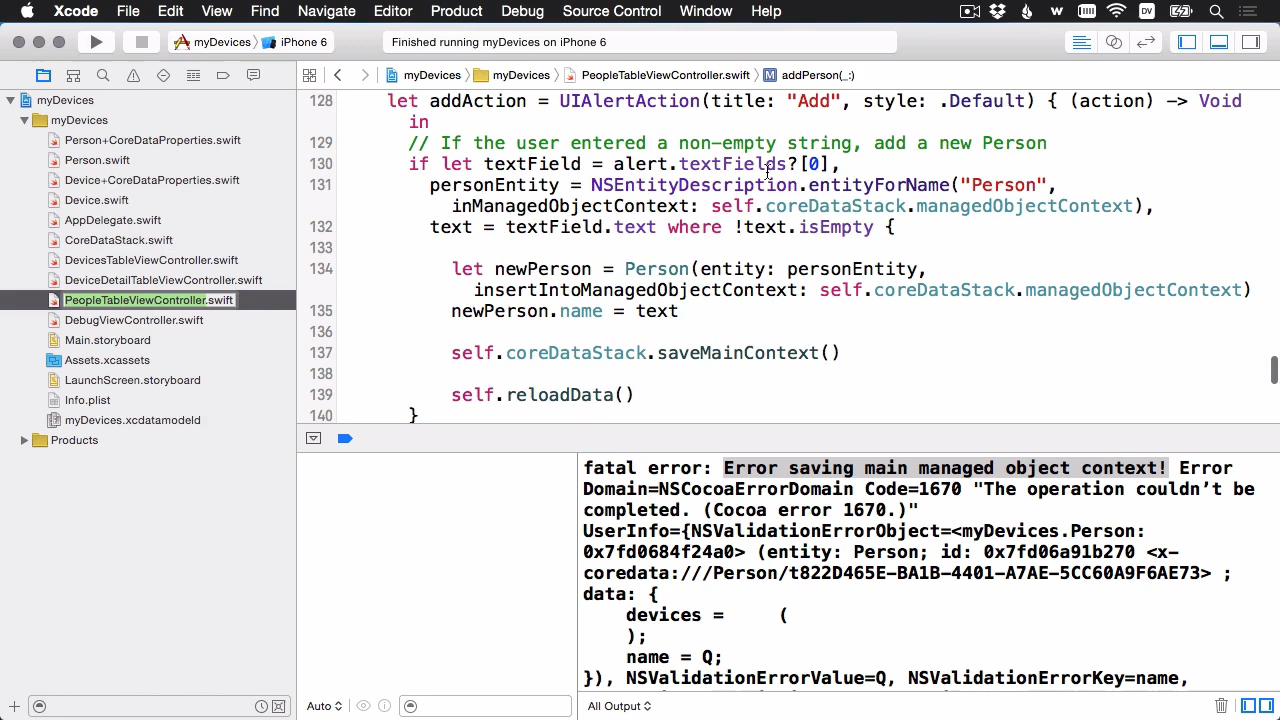 Xcode File Edit View Find Navigate Editor Product Debug Source Control Window Help
myDevices iPhone 6 Finished running myDevices on iPhone 6
myDevices myDevices PeopleTableViewController.swift M addPerson(_:)
myDevices
myDevices
Person+CoreDataProperties.swift
Person.swift
Device+CoreDataProperties.swift
Device.swift
AppDelegate.swift
CoreDataStack.swift
DevicesTableViewController.swift
DeviceDetailTableViewController.swift
PeopleTableViewController.swift
DebugViewController.swift
Main.storyboard
Assets.xcassets
LaunchScreen.storyboard
Info.plist
myDevices.xcdatamodeld
Products
128 let addAction = UIAlertAction(title: "Add", style: .Default) { (action) -> Void
in
129 // If the user entered a non-empty string, add a new Person
130 if let textField = alert.textFields?[0],
131 personEntity = NSEntityDescription.entityForName("Person",
inManagedObjectContext: self.coreDataStack.managedObjectContext),
132 text = textField.text where !text.isEmpty {
133
134 let newPerson = Person(entity: personEntity,
insertIntoManagedObjectContext: self.coreDataStack.managedObjectContext)
135 newPerson.name = text
136
137 self.coreDataStack.saveMainContext()
138
139 self.reloadData()
140 }
fatal error: Error saving main managed object context! Error
Domain=NSCocoaErrorDomain Code=1670 "The operation couldn’t be
completed. (Cocoa error 1670.)"
UserInfo={NSValidationErrorObject=<myDevices.Person:
0x7fd0684f24a0> (entity: Person; id: 0x7fd06a91b270 <x-
coredata:///Person/t822D465E-BA1B-4401-A7AE-5CC60A9F6AE73> ;
data: {
devices = (
);
name = Q;
}), NSValidationErrorValue=Q, NSValidationErrorKey=name,
Auto All Output